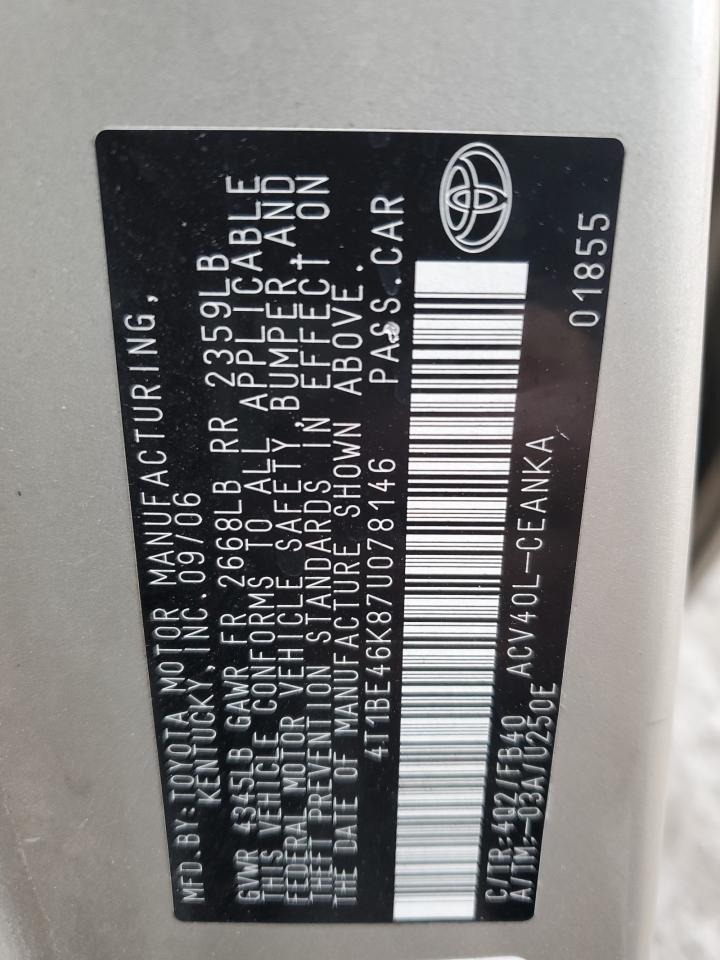 MFD.BY:TOYOTA MOTOR MANUFACTURING,
KENTUCKY,INC.09/06
GVWR 4345LB GAWR FR 2668LB RR 2359LB
THIS VEHICLE CONFORMS TO ALL APPLICABLE
FEDERAL MOTOR VEHICLE SAFETY,BUMPER,AND
THEFT PREVENTION STANDARDS IN EFFECT ON
THE DATE OF MANUFACTURE SHOWN ABOVE.
4T1BE46K87U078146 PASS.CAR
C/TR:4Q2/FB40 ACV40L-CEANKA
A/TM:-03A/U250E
01855